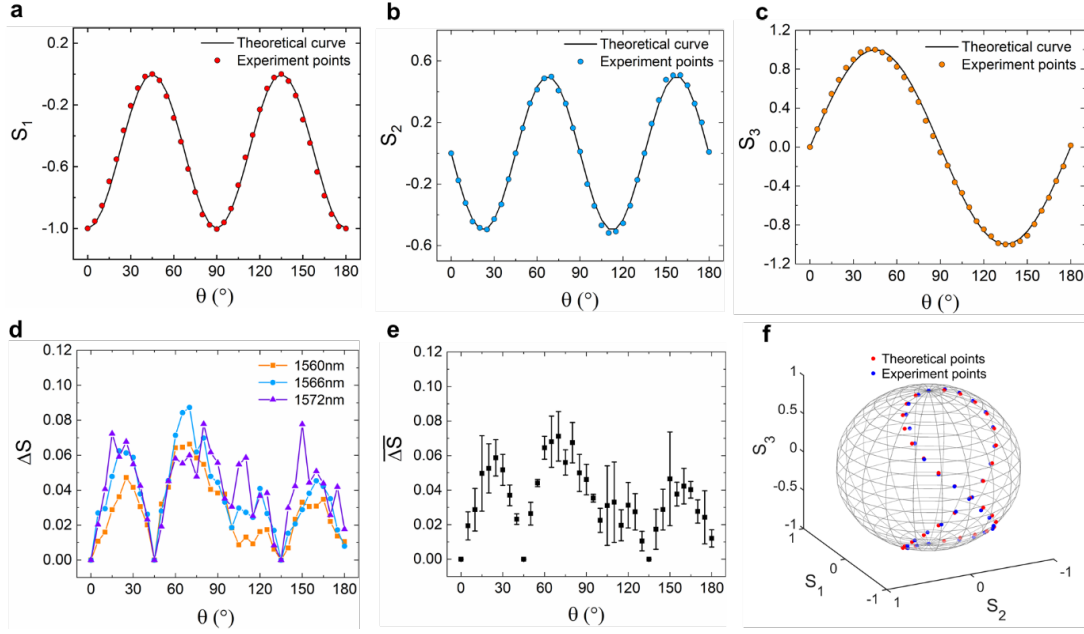 a
Theoretical curve
Experiment points
S1
0.2
-0.2
-0.6
-1.0
0 30 60 90 120 150 180
θ (°)
b
Theoretical curve
Experiment points
S2
0.6
0.0
-0.6
0 30 60 90 120 150 180
θ (°)
c
Theoretical curve
Experiment points
S3
1.2
0.8
0.4
0.0
-0.4
-0.8
-1.2
0 30 60 90 120 150 180
θ (°)
d
1560nm
1566nm
1572nm
ΔS
0.12
0.10
0.08
0.06
0.04
0.02
0.00
0 30 60 90 120 150 180
θ (°)
e
ΔS
0.12
0.10
0.08
0.06
0.04
0.02
0.00
0 30 60 90 120 150 180
θ (°)
f
Theoretical points
Experiment points
S3
1
0.5
0
-0.5
-1
1
0
-1
S1
1
0
-1
S2